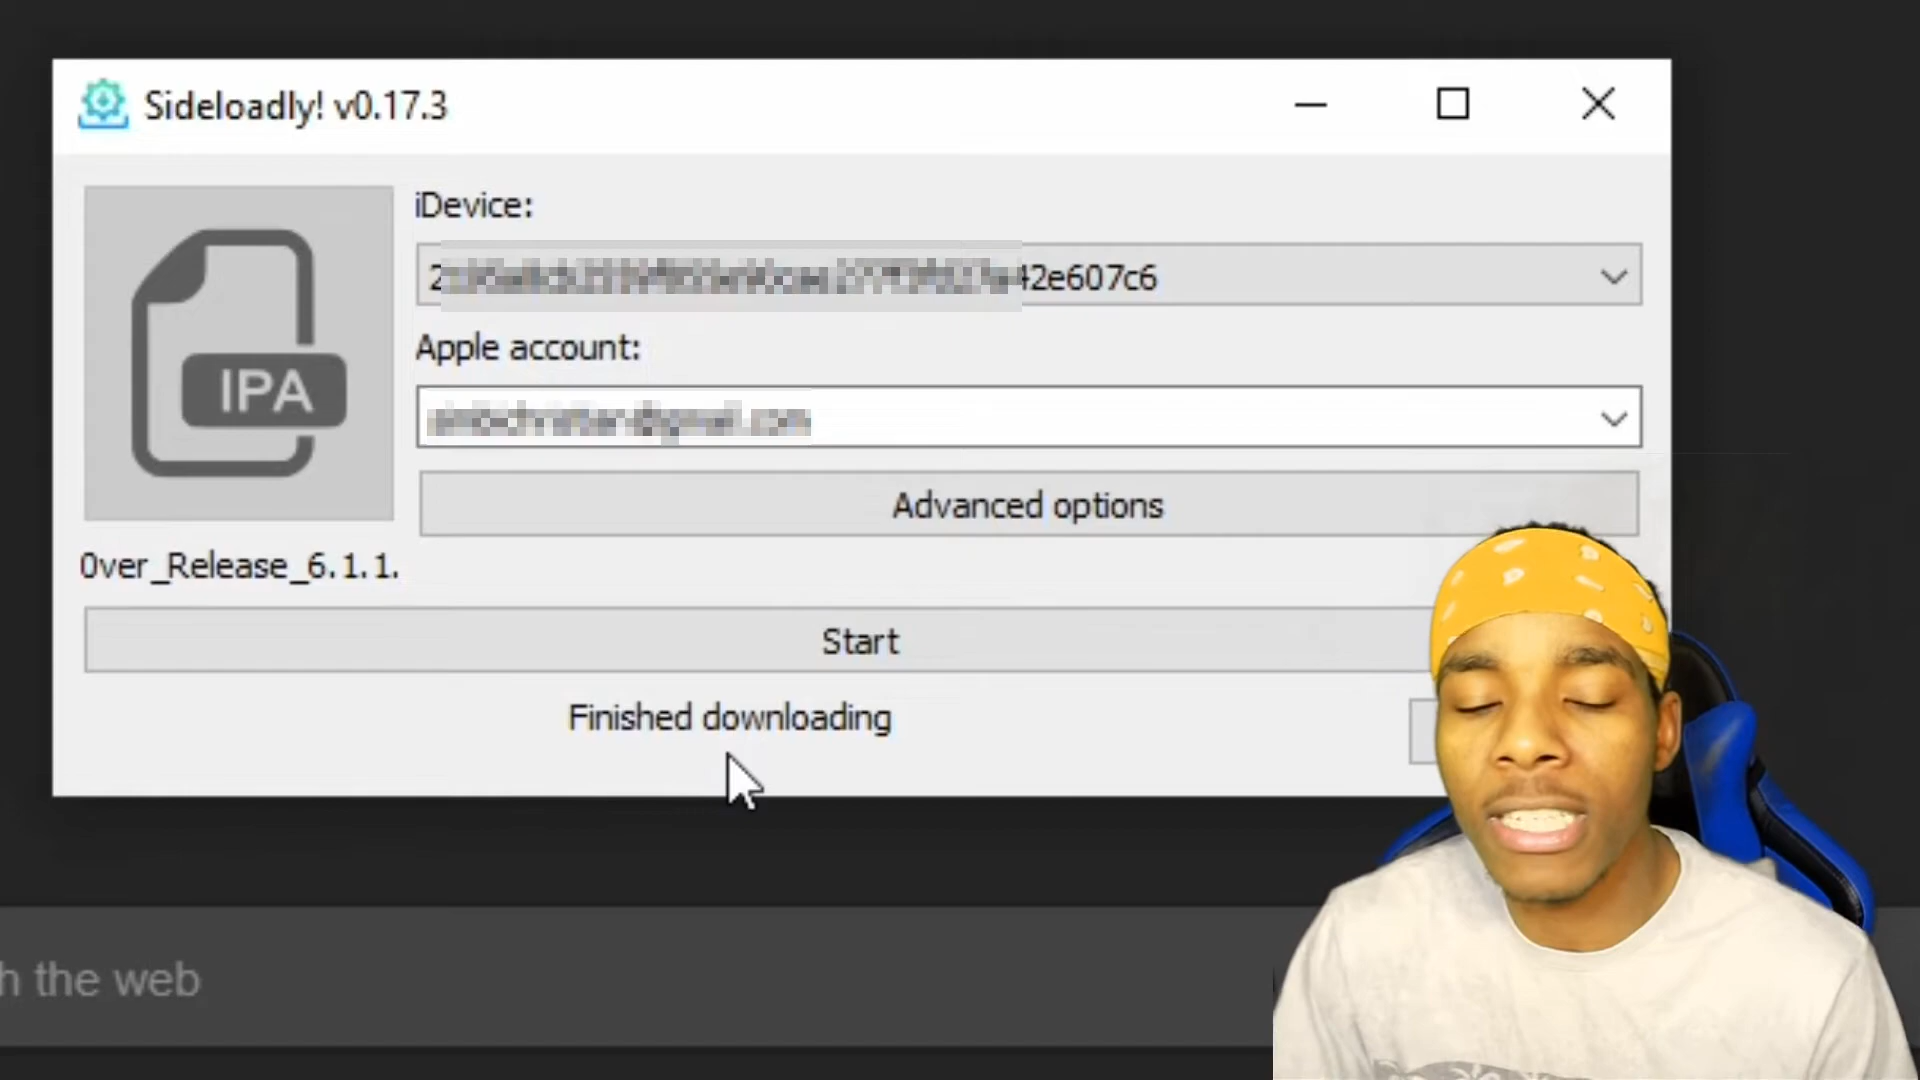 Sideloadly! v0.17.3
iDevice:
42e607c6
Apple account:
IPA
Advanced options
0ver_Release_6.1.1.
Start
Finished downloading
h the web